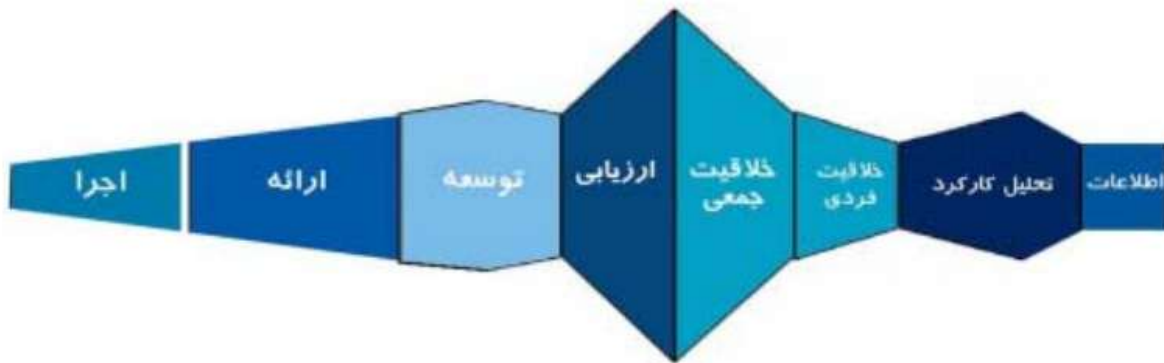 اطلاعات
تحلیل کارکرد
خلاقیت
فردی
خلاقیت
جمعی
ارزیابی
توسعه
ارائه
اجرا